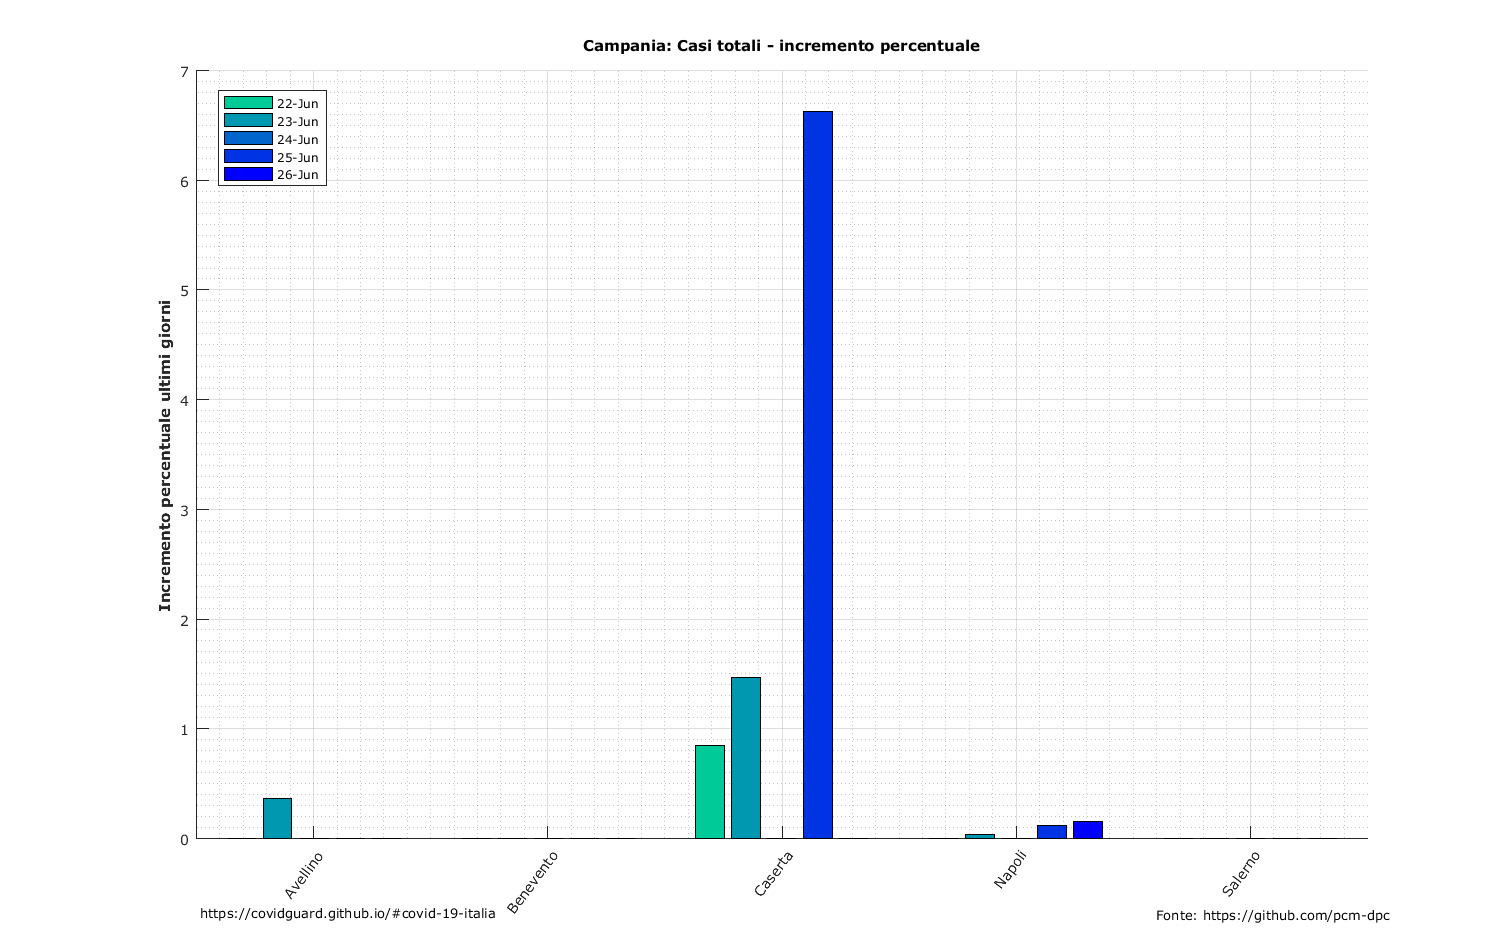 Campania: Casi totali - incremento percentuale
7
6
5
4
3
2
1
0
Incremento percentuale ultimi giorni
22-Jun
23-Jun
24-Jun
25-Jun
26-Jun
Avellino
Benevento
Caserta
Napoli
Salerno
https://covidguard.github.io/#covid-19-italia
Fonte: https://github.com/pcm-dpc